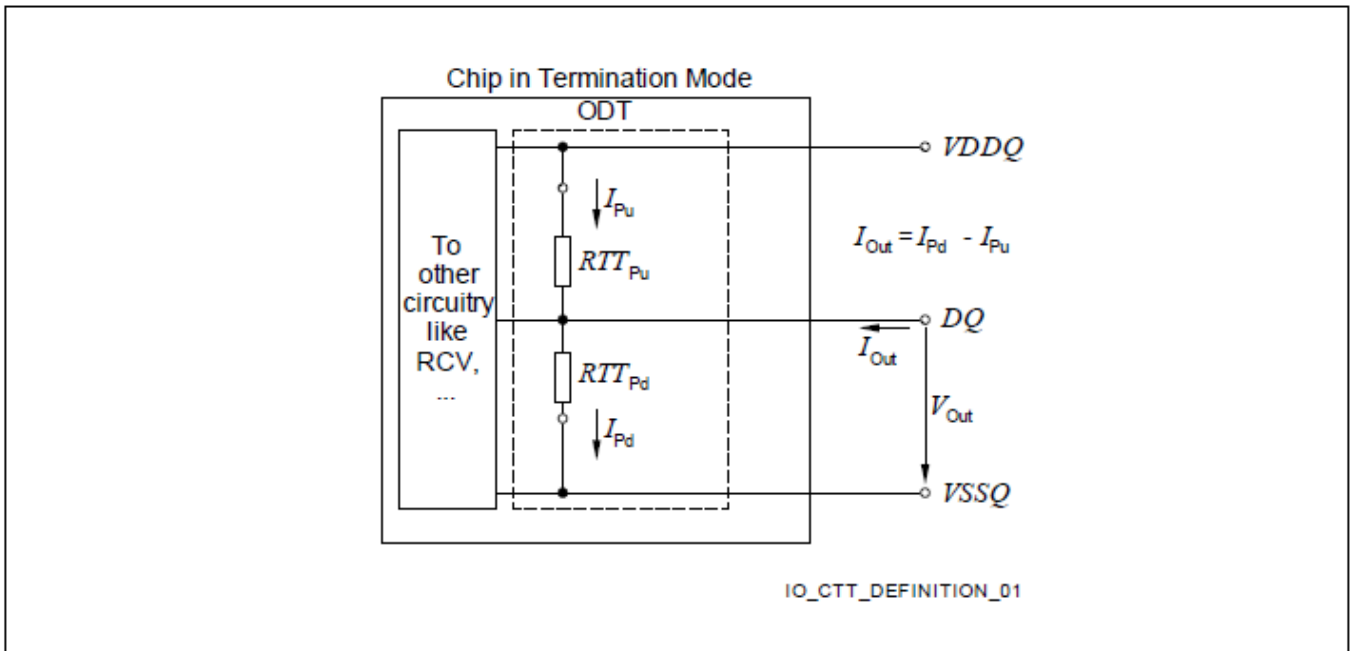 Chip in Termination Mode
ODT
VDDQ
I_Pu
I_Out = I_Pd - I_Pu
To
other
circuitry
like
RCV,
...
RTT_Pu
DQ
I_Out
RTT_Pd
V_Out
I_Pd
VSSQ
IO_CTT_DEFINITION_01